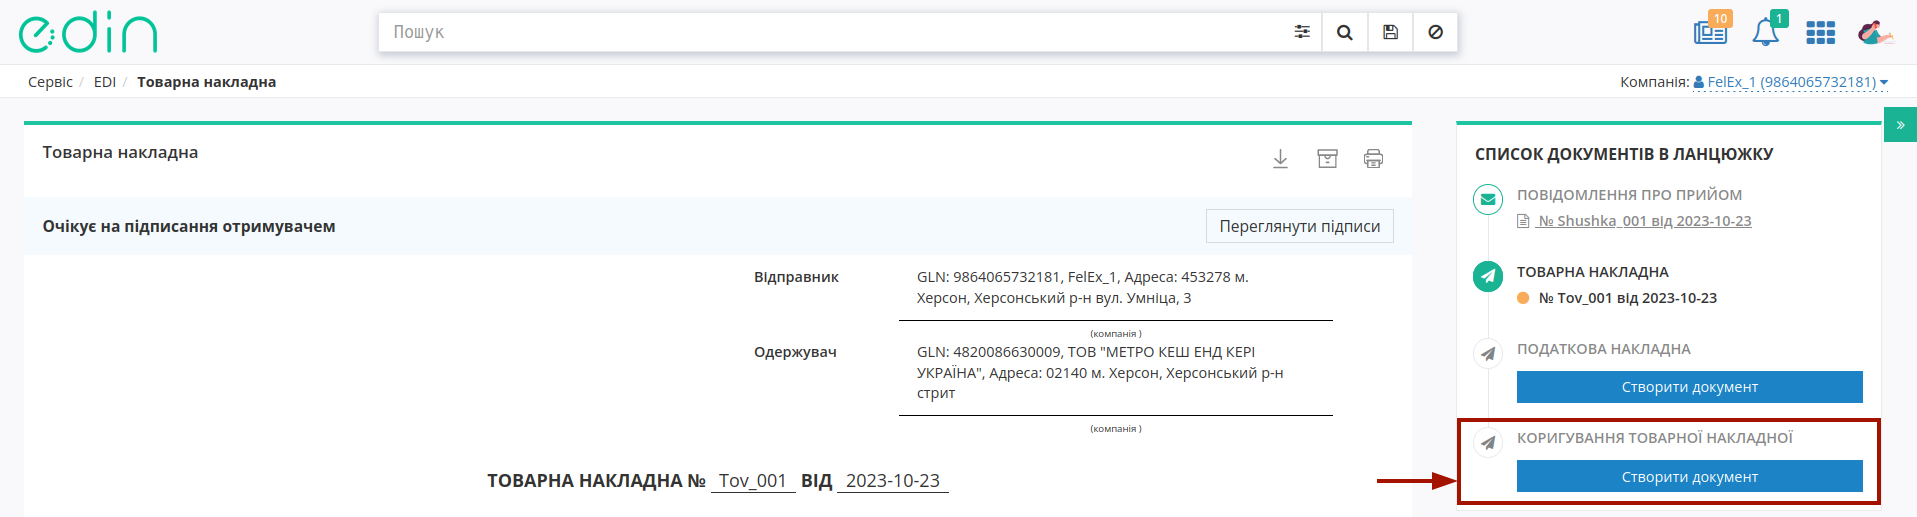 edin
Пошук
10
1
Сервіс / EDI / Товарна накладна
Компанія: FelEx_1 (9864065732181)
»
Товарна накладна
Очікує на підписання отримувачем
Переглянути підписи
Відправник
GLN: 9864065732181, FelEx_1, Адреса: 453278 м.
Херсон, Херсонський р-н вул. Умніца, 3
(компанія )
Одержувач
GLN: 4820086630009, ТОВ "МЕТРО КЕШ ЕНД КЕРІ
УКРАЇНА", Адреса: 02140 м. Херсон, Херсонський р-н
стрит
(компанія )
ТОВАРНА НАКЛАДНА № Tov_001 ВІД 2023-10-23
СПИСОК ДОКУМЕНТІВ В ЛАНЦЮЖКУ
ПОВІДОМЛЕННЯ ПРО ПРИЙОМ
№ Shushka_001 від 2023-10-23
ТОВАРНА НАКЛАДНА
№ Tov_001 від 2023-10-23
ПОДАТКОВА НАКЛАДНА
Створити документ
КОРИГУВАННЯ ТОВАРНОЇ НАКЛАДНОЇ
Створити документ